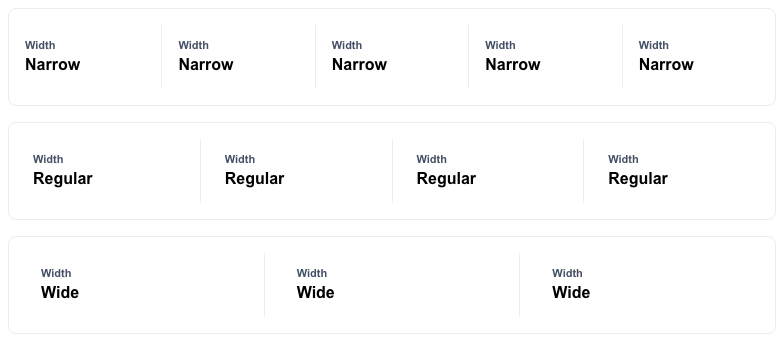 Width Width Width Width Width
Narrow Narrow Narrow Narrow Narrow
Width Width Width Width
Regular Regular Regular Regular
Width Width Width
Wide Wide Wide